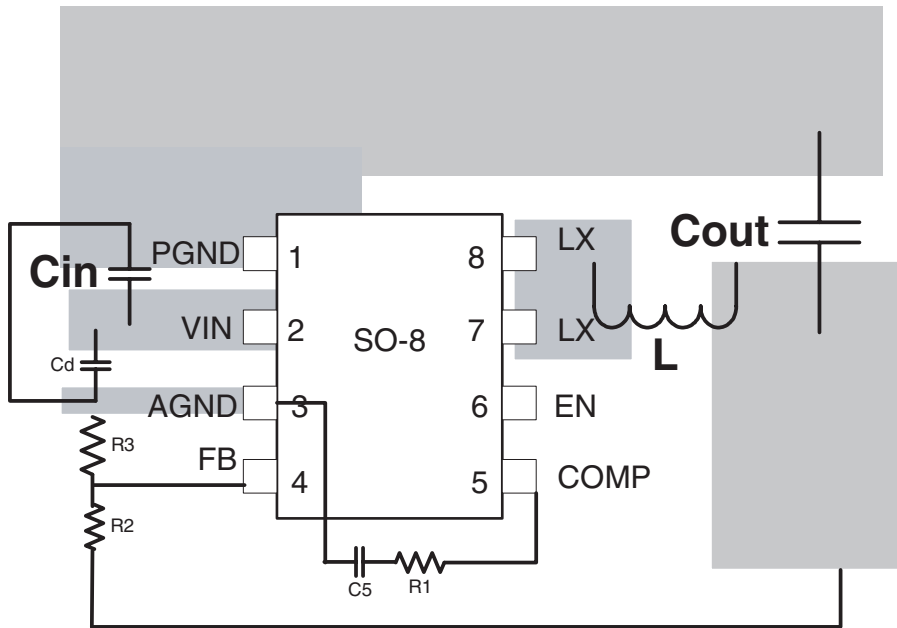 Cout
PGND 1 8 LX
Cin
VIN 2 SO-8 7 LX
L
Cd
AGND 3 6 EN
R3
FB 4 5 COMP
R2
C5 R1